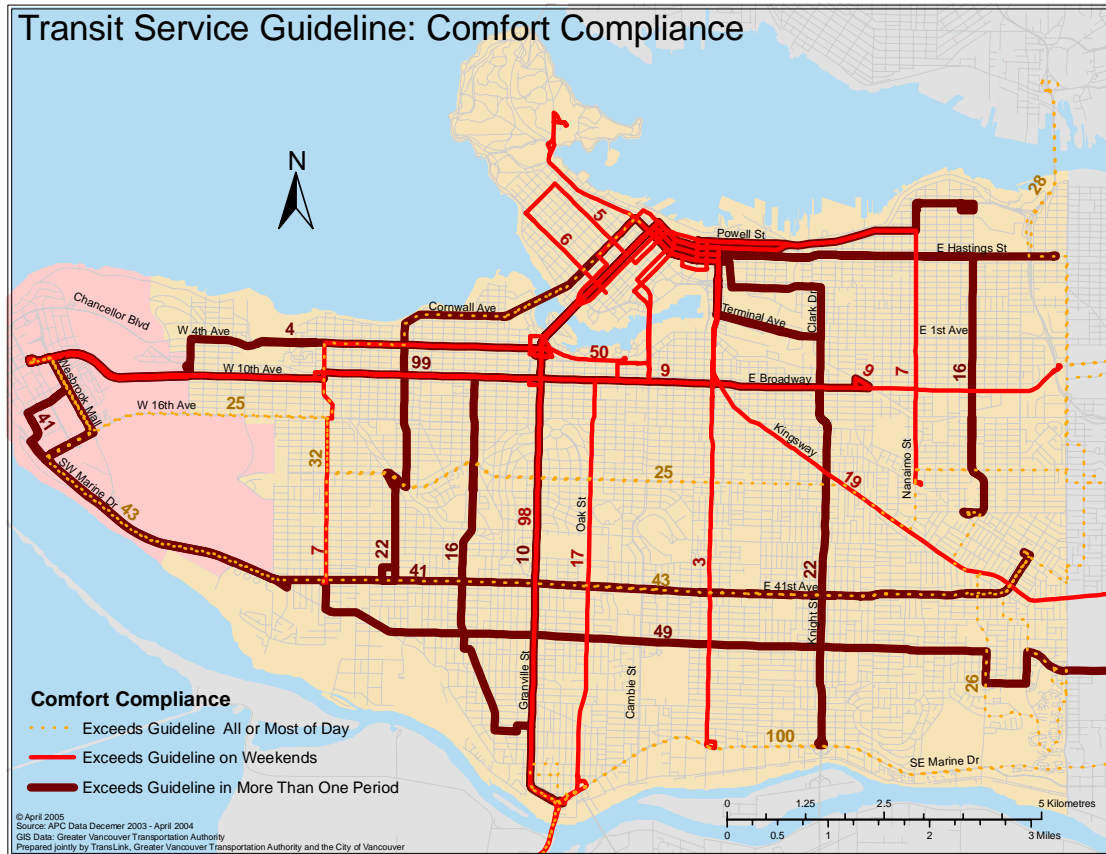 Transit Service Guideline: Comfort Compliance
N
28
5
6
Powell St
E Hastings St
Chancellor Blvd
Cornwall Ave
Clark Dr
Terminal Ave
W 4th Ave
4
E 1st Ave
50
99
W 10th Ave
9
E Broadway
9
7
16
Wesbrook Mall
W 16th Ave
25
41
Kingsway
32
25
19
Nanaimo St
SW Marine Dr
43
98
Oak St
7
22
16
10
17
3
22
41
43
E 41st Ave
49
Knight St
Granville St
Cambie St
26
100
SE Marine Dr
Comfort Compliance
Exceeds Guideline All or Most of Day
Exceeds Guideline on Weekends
Exceeds Guideline in More Than One Period
0 1.25 2.5 5 Kilometres
0 0.5 1 2 3 Miles
© April 2005
Source: APC Data Decemer 2003 - April 2004
GIS Data: Greater Vancouver Transportation Authority
Prepared jointly by TransLink, Greater Vancouver Transportation Authority and the City of Vancouver